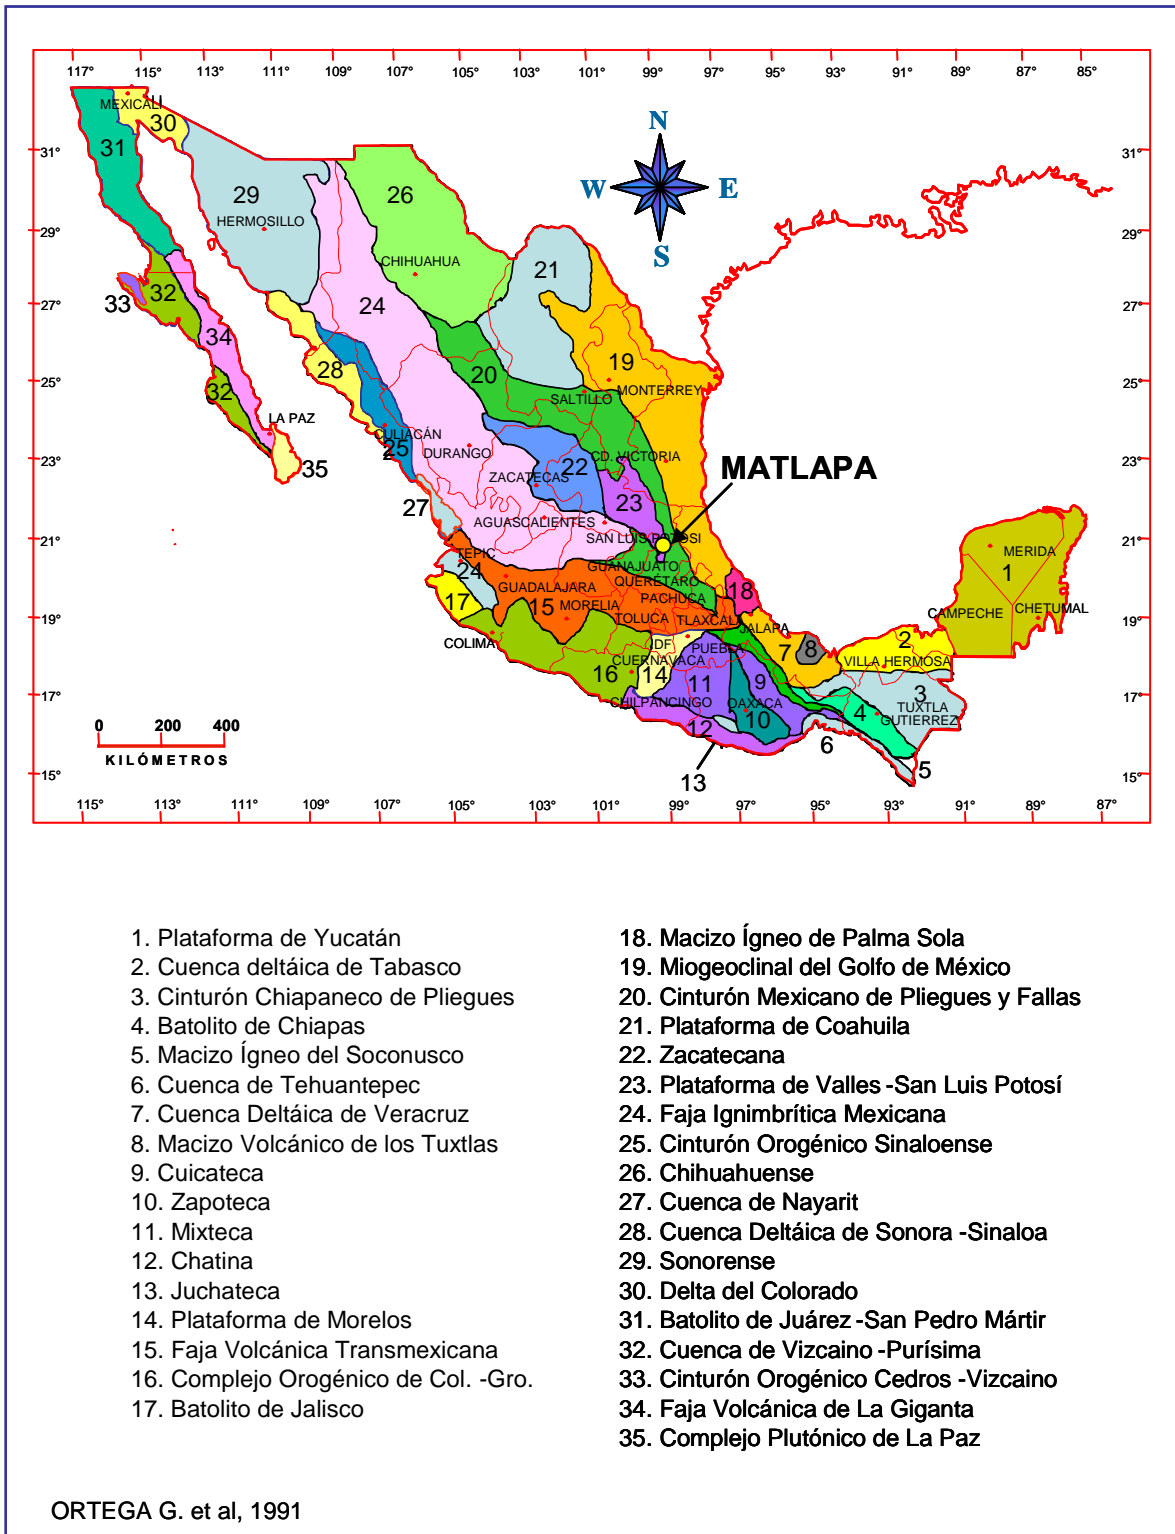 117° 115° 113° 111° 109° 107° 105° 103° 101° 99° 97° 95° 93° 91° 89° 87° 85°
MEXICALI
30
31
31° 31°
N
W E
S
29
HERMOSILLO
26
29° 29°
CHIHUAHUA
21
32
33
27° 27°
24
34
28
20
19
MONTERREY
25° 25°
32
SALTILLO
LA PAZ
CULIACÁN
25
DURANGO
CD. VICTORIA
35
23° 23°
22
ZACATECAS
MATLAPA
23
27
AGUASCALIENTES
SAN LUIS POTOSI
21° 21°
TEPIC
24
GUANAJUATO
QUERÉTARO
GUADALAJARA
PACHUCA
18
MERIDA
1
17
15
MORELIA
TOLUCA
TLAXCALA
JALAPA
CAMPECHE
CHETUMAL
19° 19°
COLIMA
DF
PUEBLA
7
8
2
VILLA HERMOSA
CUERNAVACA
16
14
11
9
3
17° 17°
CHILPANCINGO
OAXACA
10
4
TUXTLA
GUTIERREZ
12
6
5
13
0 200 400
KILÓMETROS
15° 15°
115° 113° 111° 109° 107° 105° 103° 101° 99° 97° 95° 93° 91° 89° 87°
1. Plataforma de Yucatán
2. Cuenca deltáica de Tabasco
3. Cinturón Chiapaneco de Pliegues
4. Batolito de Chiapas
5. Macizo Ígneo del Soconusco
6. Cuenca de Tehuantepec
7. Cuenca Deltáica de Veracruz
8. Macizo Volcánico de los Tuxtlas
9. Cuicateca
10. Zapoteca
11. Mixteca
12. Chatina
13. Juchateca
14. Plataforma de Morelos
15. Faja Volcánica Transmexicana
16. Complejo Orogénico de Col. -Gro.
17. Batolito de Jalisco
18. Macizo Ígneo de Palma Sola
19. Miogeoclinal del Golfo de México
20. Cinturón Mexicano de Pliegues y Fallas
21. Plataforma de Coahuila
22. Zacatecana
23. Plataforma de Valles -San Luis Potosí
24. Faja Ignimbrítica Mexicana
25. Cinturón Orogénico Sinaloense
26. Chihuahuense
27. Cuenca de Nayarit
28. Cuenca Deltáica de Sonora -Sinaloa
29. Sonorense
30. Delta del Colorado
31. Batolito de Juárez -San Pedro Mártir
32. Cuenca de Vizcaino -Purísima
33. Cinturón Orogénico Cedros -Vizcaino
34. Faja Volcánica de La Giganta
35. Complejo Plutónico de La Paz
ORTEGA G. et al, 1991